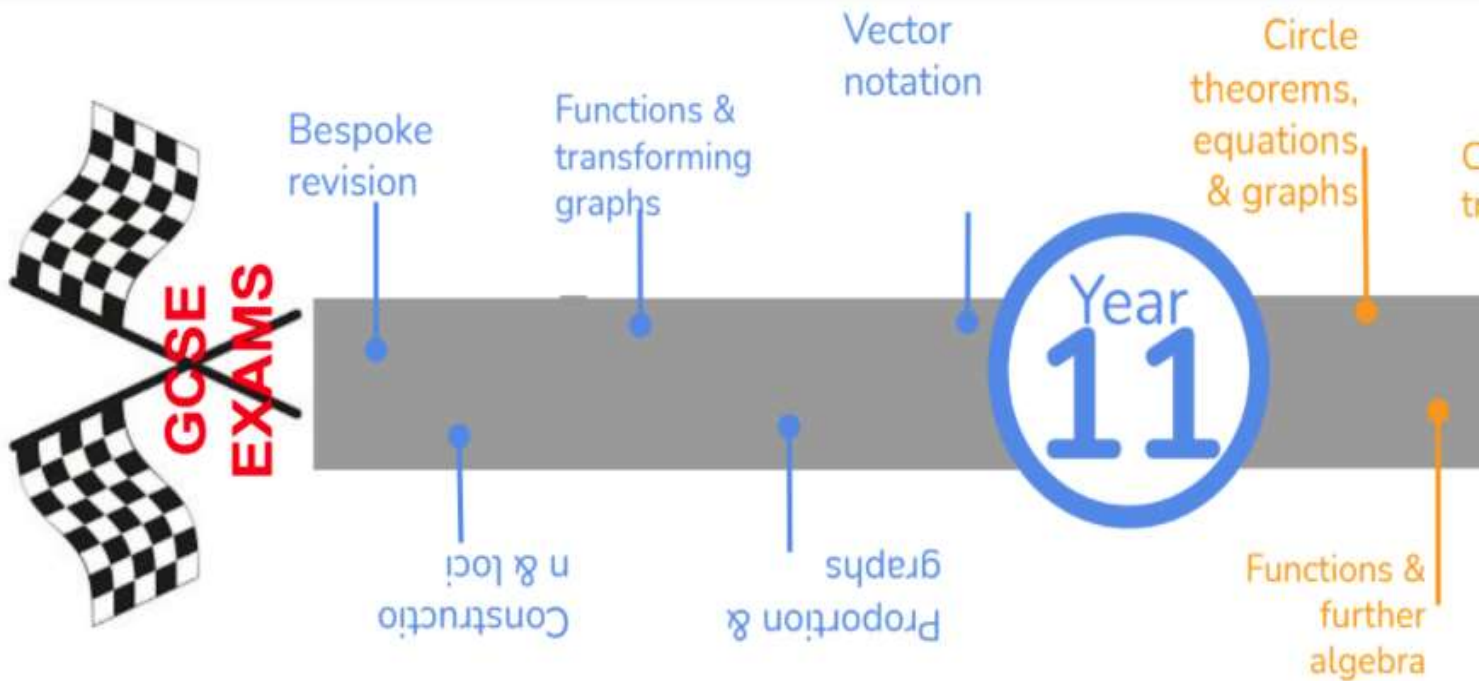 Bespoke
revision
Functions &
transforming
graphs
Vector
notation
Circle
theorems,
equations
& graphs
GCSE
EXAMS
Year
11
Constructio
n & loci
Proportion &
graphs
Functions &
further
algebra